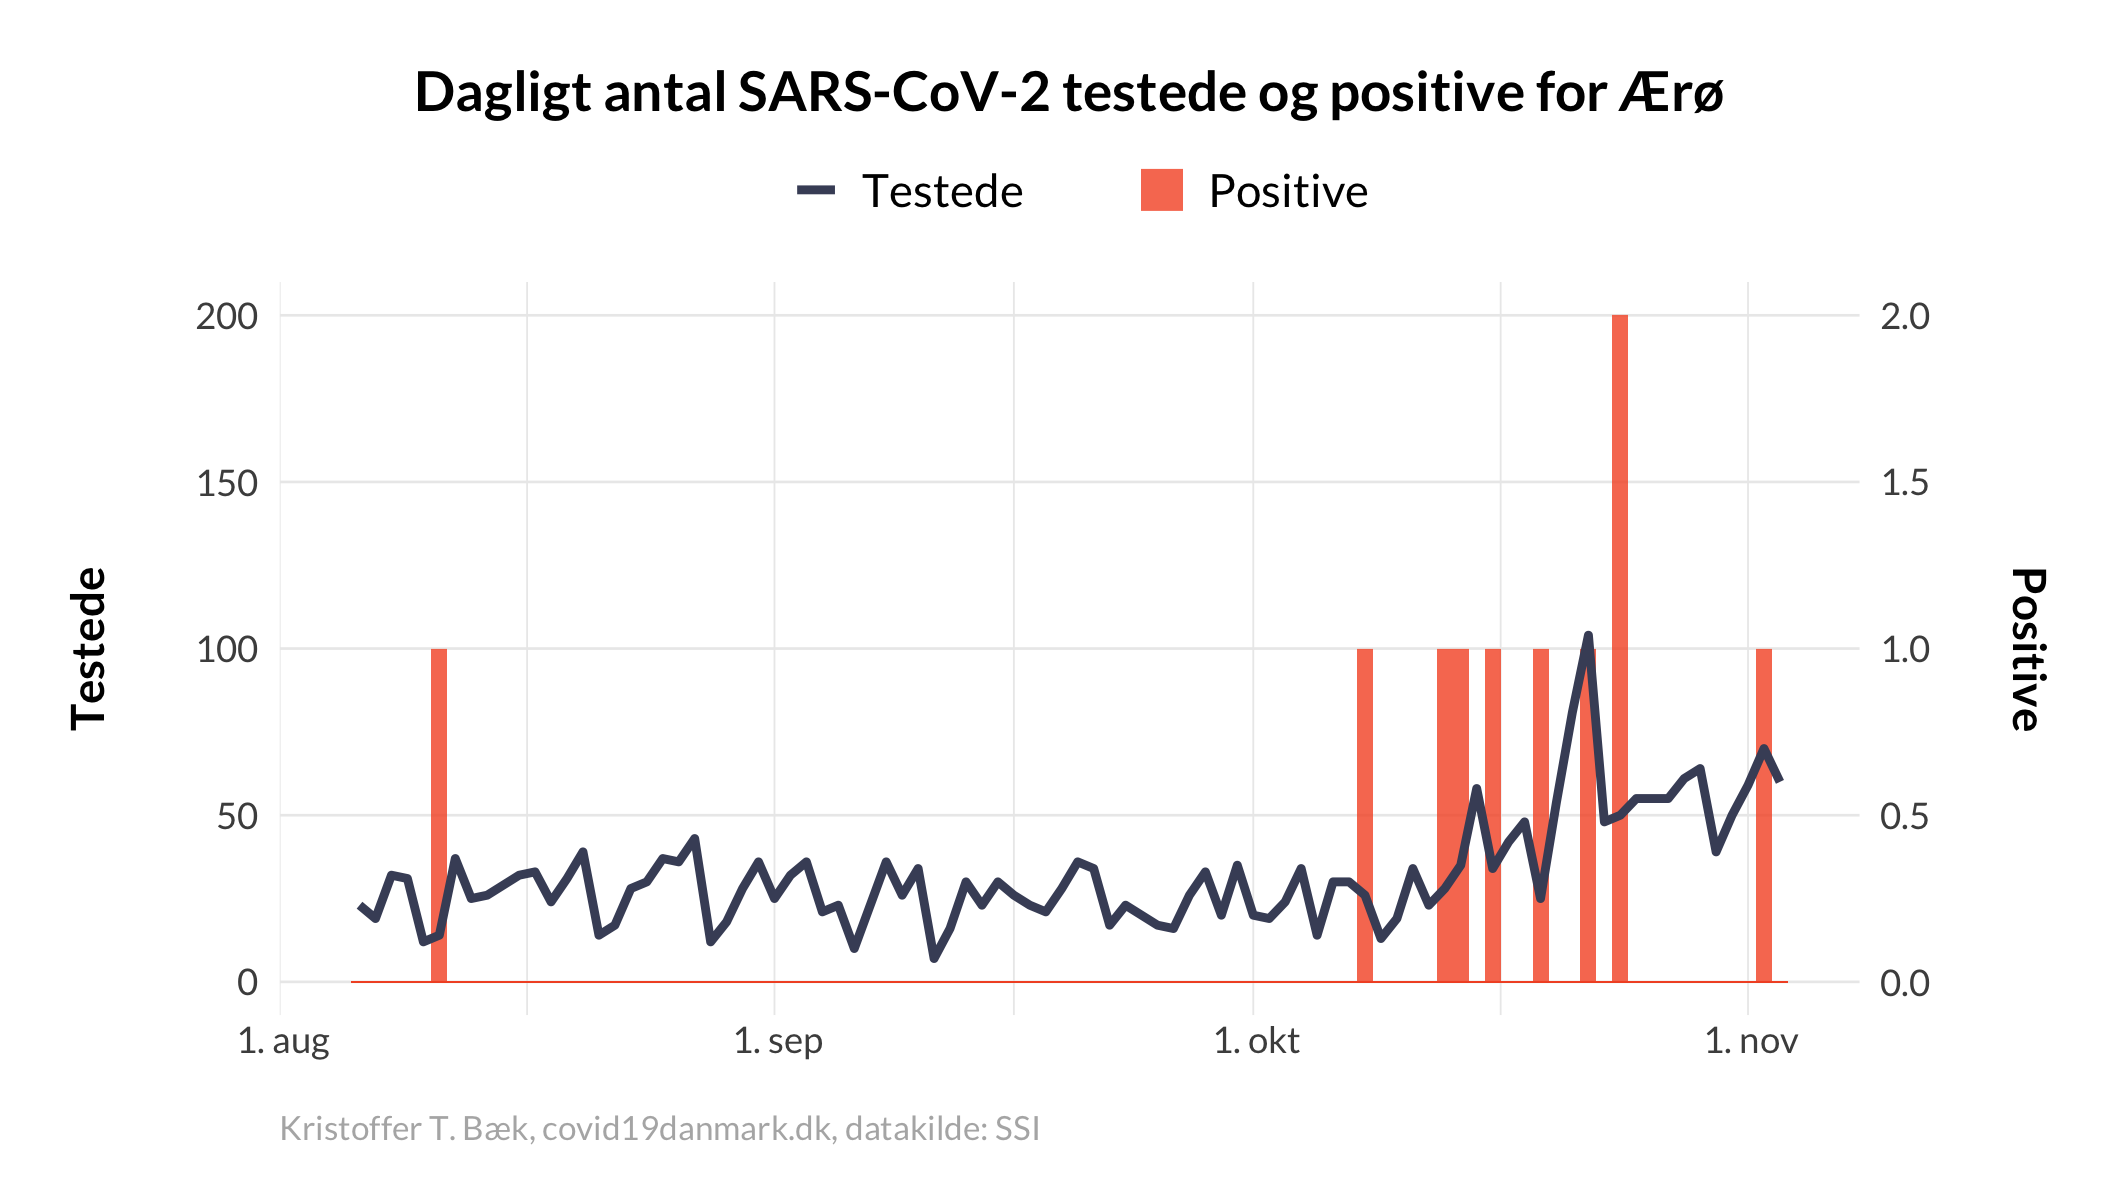 Dagligt antal SARS-CoV-2 testede og positive for Ærø
Testede Positive
200 2.0
150 1.5
100 1.0
50 0.5
0 0.0
Testede
Positive
1. aug 1. sep 1. okt 1. nov
Kristoffer T. Bæk, covid19danmark.dk, datakilde: SSI